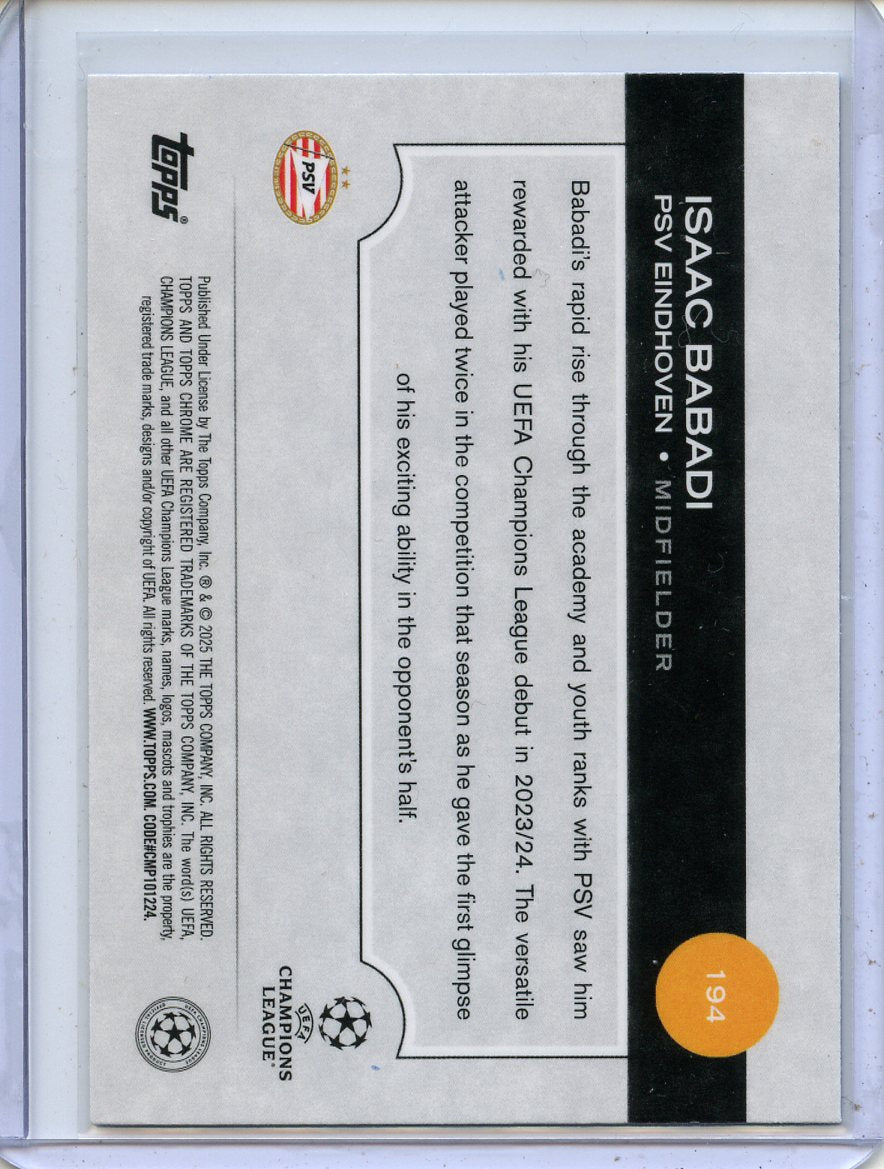 ISAAC BABADI
PSV EINDHOVEN • MIDFIELDER
194
Babadi's rapid rise through the academy and youth ranks with PSV saw him
rewarded with his UEFA Champions League debut in 2023/24. The versatile
attacker played twice in the competition that season as he gave the first glimpse
of his exciting ability in the opponent's half.
PSV
UEFA
CHAMPIONS
LEAGUE®
topps®
Published Under License by The Topps Company, Inc. ® & © 2025 THE TOPPS COMPANY, INC. ALL RIGHTS RESERVED.
TOPPS AND TOPPS CHROME ARE REGISTERED TRADEMARKS OF THE TOPPS COMPANY, INC. The word(s) UEFA,
CHAMPIONS LEAGUE, and all other UEFA Champions League marks, names, logos, mascots and trophies are the property,
registered trade marks, designs and/or copyright of UEFA. All rights reserved. WWW.TOPPS.COM. CODE#CMP101224.